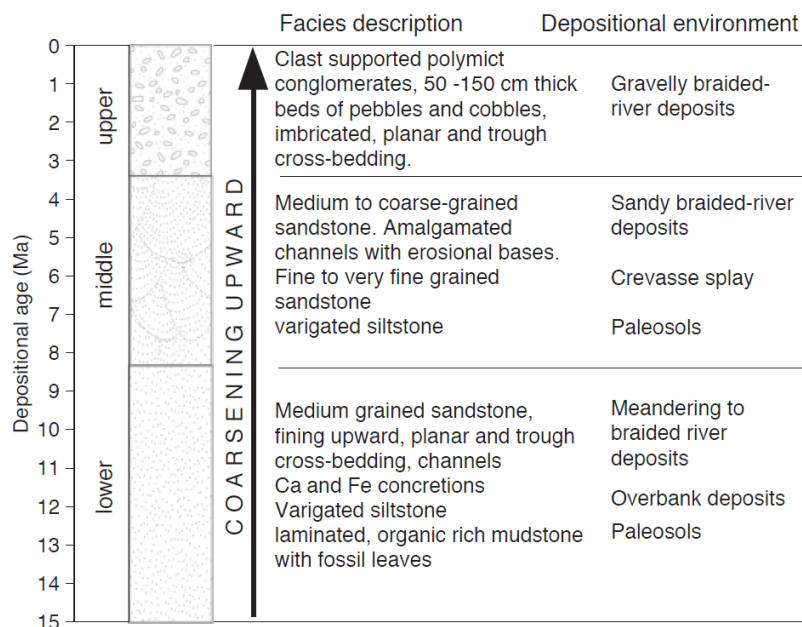 Facies description
Depositional environment
Depositional age (Ma)
0
1
2
3
4
5
6
7
8
9
10
11
12
13
14
15
upper
middle
lower
COARSENING UPWARD
Clast supported polymict
conglomerates, 50 -150 cm thick
beds of pebbles and cobbles,
imbricated, planar and trough
cross-bedding.
Gravelly braided-
river deposits
Medium to coarse-grained
sandstone. Amalgamated
channels with erosional bases.
Fine to very fine grained
sandstone
varigated siltstone
Sandy braided-river
deposits
Crevasse splay
Paleosols
Medium grained sandstone,
fining upward, planar and trough
cross-bedding, channels
Ca and Fe concretions
Varigated siltstone
laminated, organic rich mudstone
with fossil leaves
Meandering to
braided river
deposits
Overbank deposits
Paleosols